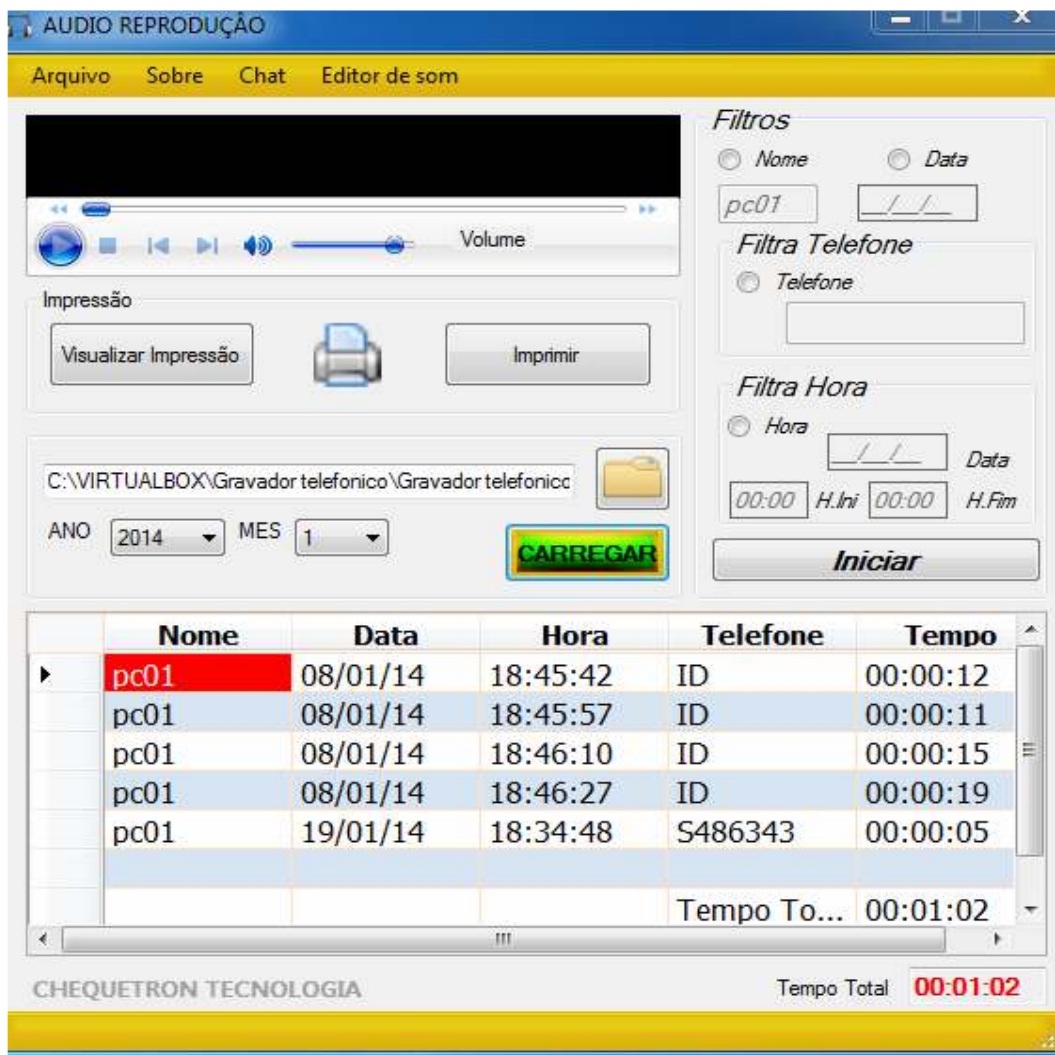 AUDIO REPRODUÇÃO
Arquivo Sobre Chat Editor de som
Volume
Impressão
Visualizar Impressão
Imprimir
C:\VIRTUALBOX\Gravador telefonico\Gravador telefonico
ANO 2014 MES 1
CARREGAR
Filtros
Nome Data
pc01 __/__/__
Filtra Telefone
Telefone
Filtra Hora
Hora
__/__/__ Data
00:00 H.Ini 00:00 H.Fim
Iniciar
Nome Data Hora Telefone Tempo
pc01 08/01/14 18:45:42 ID 00:00:12
pc01 08/01/14 18:45:57 ID 00:00:11
pc01 08/01/14 18:46:10 ID 00:00:15
pc01 08/01/14 18:46:27 ID 00:00:19
pc01 19/01/14 18:34:48 S486343 00:00:05
Tempo To... 00:01:02
CHEQUETRON TECNOLOGIA
Tempo Total 00:01:02